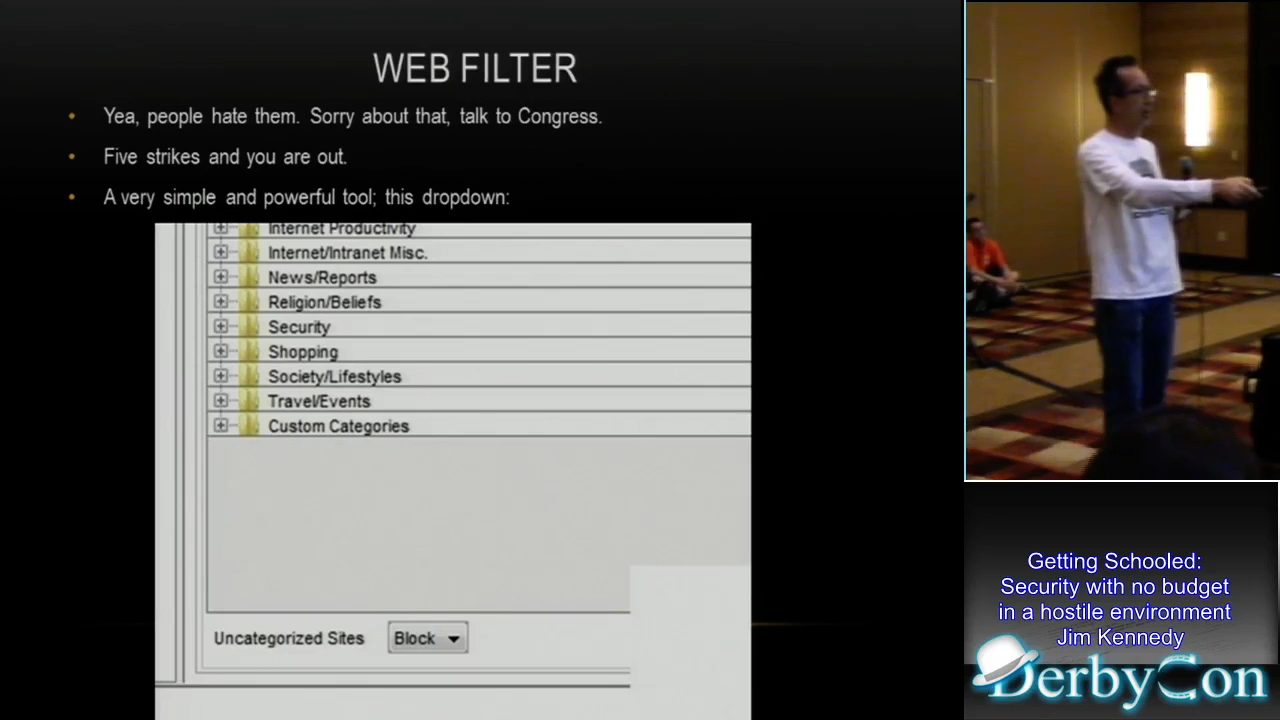 WEB FILTER
• Yea, people hate them. Sorry about that, talk to Congress.
• Five strikes and you are out.
• A very simple and powerful tool; this dropdown:
Internet Productivity
Internet/Intranet Misc.
News/Reports
Religion/Beliefs
Security
Shopping
Society/Lifestyles
Travel/Events
Custom Categories
Uncategorized Sites Block
Getting Schooled:
Security with no budget
in a hostile environment
Jim Kennedy
DerbyCon